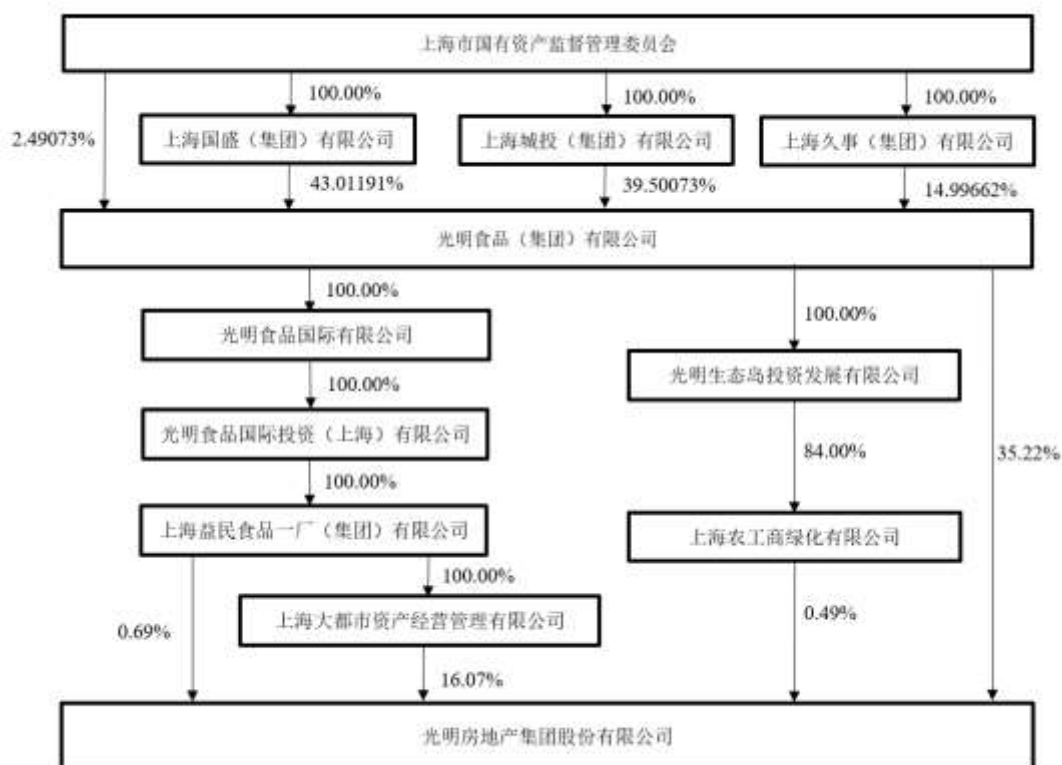 上海市国有资产监督管理委员会
100.00%
100.00%
100.00%
2.49073%
上海国盛（集团）有限公司
上海城投（集团）有限公司
上海久事（集团）有限公司
43.01191%
39.50073%
14.99662%
光明食品（集团）有限公司
100.00%
100.00%
光明食品国际有限公司
光明生态岛投资发展有限公司
100.00%
光明食品国际投资（上海）有限公司
84.00%
35.22%
100.00%
上海益民食品一厂（集团）有限公司
上海农工商绿化有限公司
100.00%
上海大都市资产经营管理有限公司
0.69%
0.49%
16.07%
光明房地产集团股份有限公司